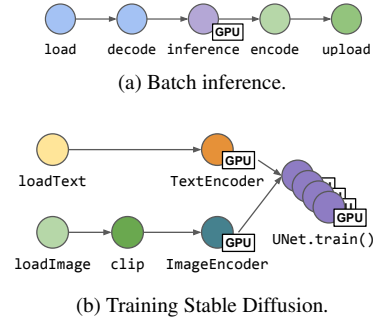 GPU
load decode inference encode upload
(a) Batch inference.
GPU
loadText TextEncoder
GPU
UNet.train()
GPU
loadImage clip ImageEncoder
(b) Training Stable Diffusion.